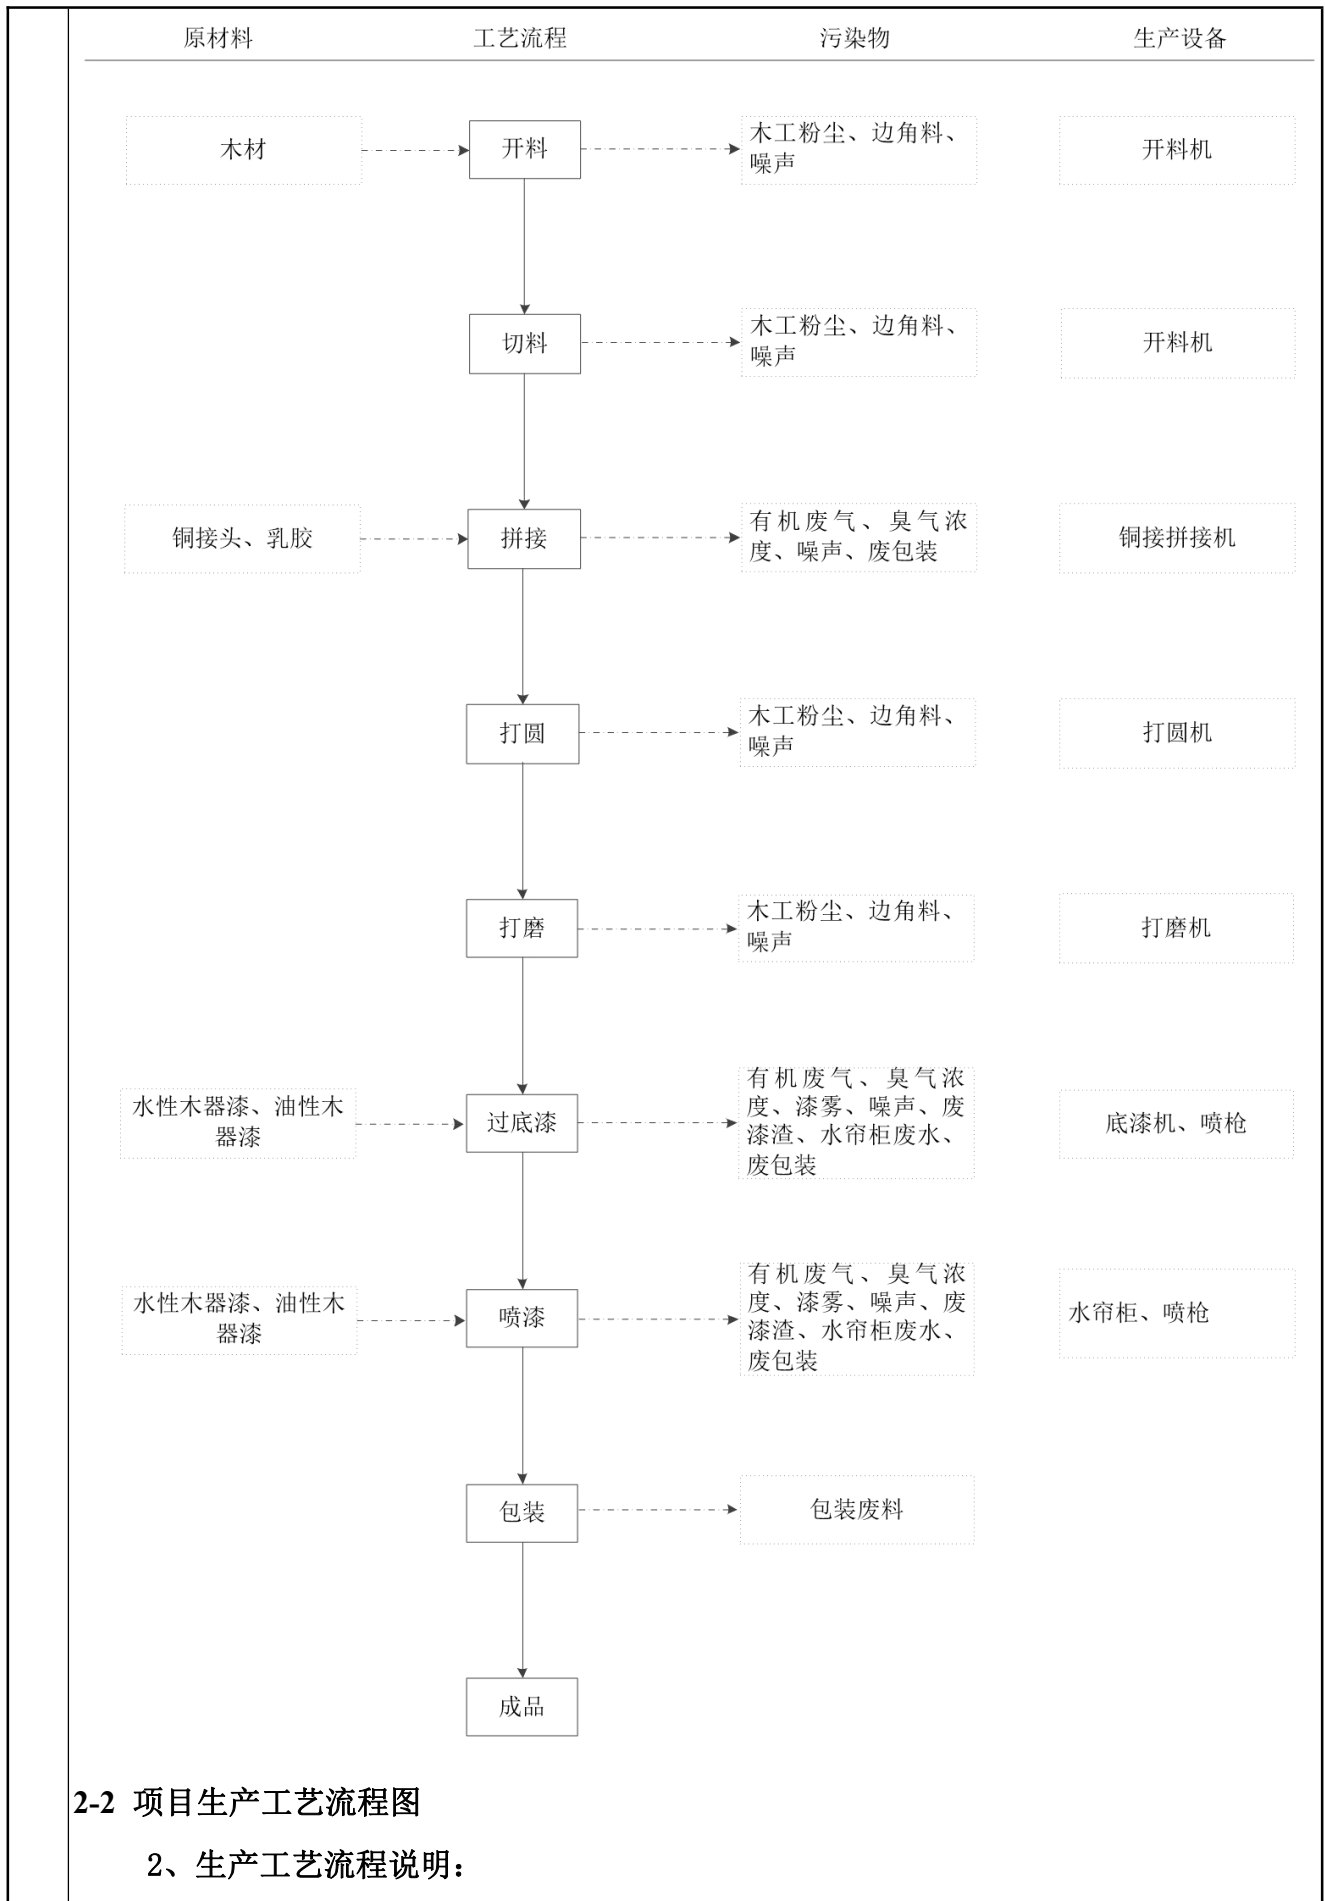 原材料 工艺流程 污染物 生产设备
木材 开料 木工粉尘、边角料、
噪声
开料机
切料 木工粉尘、边角料、
噪声
开料机
铜接头、乳胶 拼接 有机废气、臭气浓
度、噪声、废包装
铜接拼接机
打圆 木工粉尘、边角料、
噪声
打圆机
打磨 木工粉尘、边角料、
噪声
打磨机
水性木器漆、油性木
器漆
过底漆
有机废气、臭气浓
度、漆雾、噪声、废
漆渣、水帘柜废水、
废包装
底漆机、喷枪
水性木器漆、油性木
器漆
喷漆
有机废气、臭气浓
度、漆雾、噪声、废
漆渣、水帘柜废水、
废包装
水帘柜、喷枪
包装 包装废料
成品
2-2 项目生产工艺流程图
2、生产工艺流程说明：